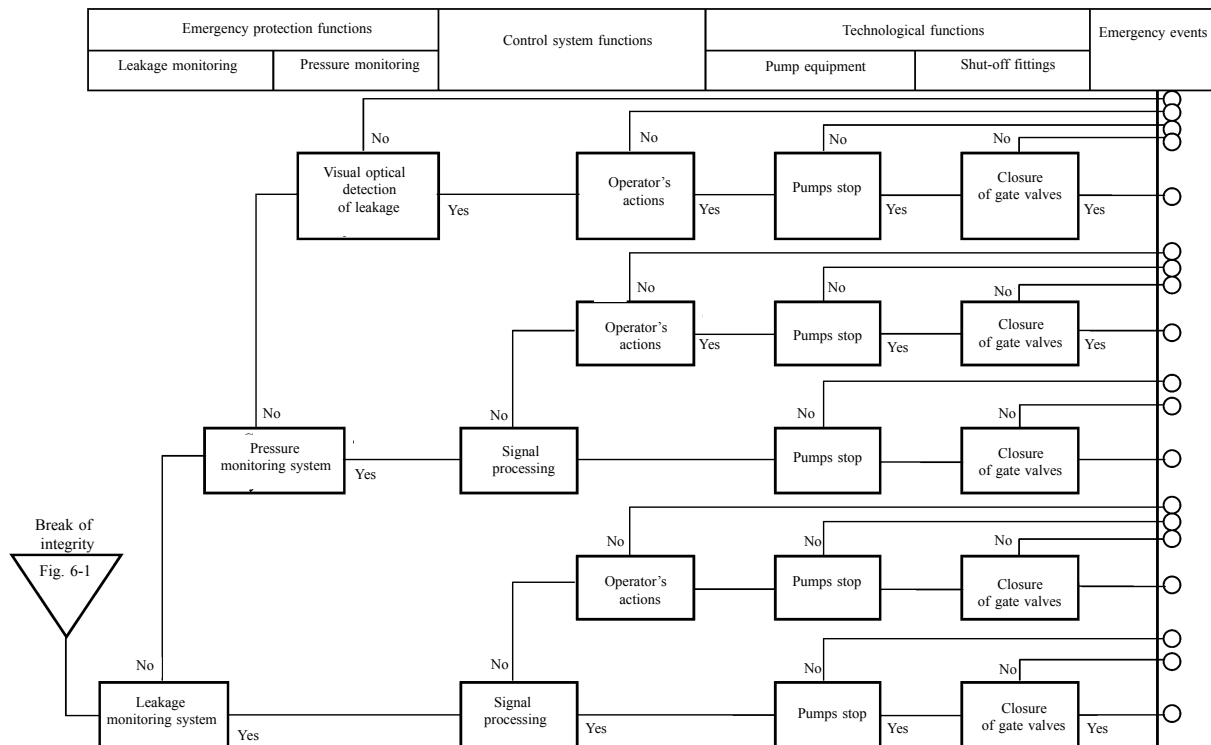 Emergency protection functions
Control system functions
Technological functions
Emergency events
Leakage monitoring
Pressure monitoring
Pump equipment
Shut-off fittings
No
No
No
No
Visual optical
detection
of leakage
Operator's
actions
Pumps stop
Closure
of gate valves
Yes
Yes
Yes
Yes
No
No
No
Operator's
actions
Pumps stop
Closure
of gate valves
Yes
Yes
Yes
No
No
No
Pressure
monitoring system
Signal
processing
Pumps stop
Closure
of gate valves
Yes
No
No
No
Break of
integrity
Fig. 6-1
Operator's
actions
Pumps stop
Closure
of gate valves
No
No
No
No
Leakage
monitoring system
Signal
processing
Pumps stop
Closure
of gate valves
Yes
Yes
Yes
Yes